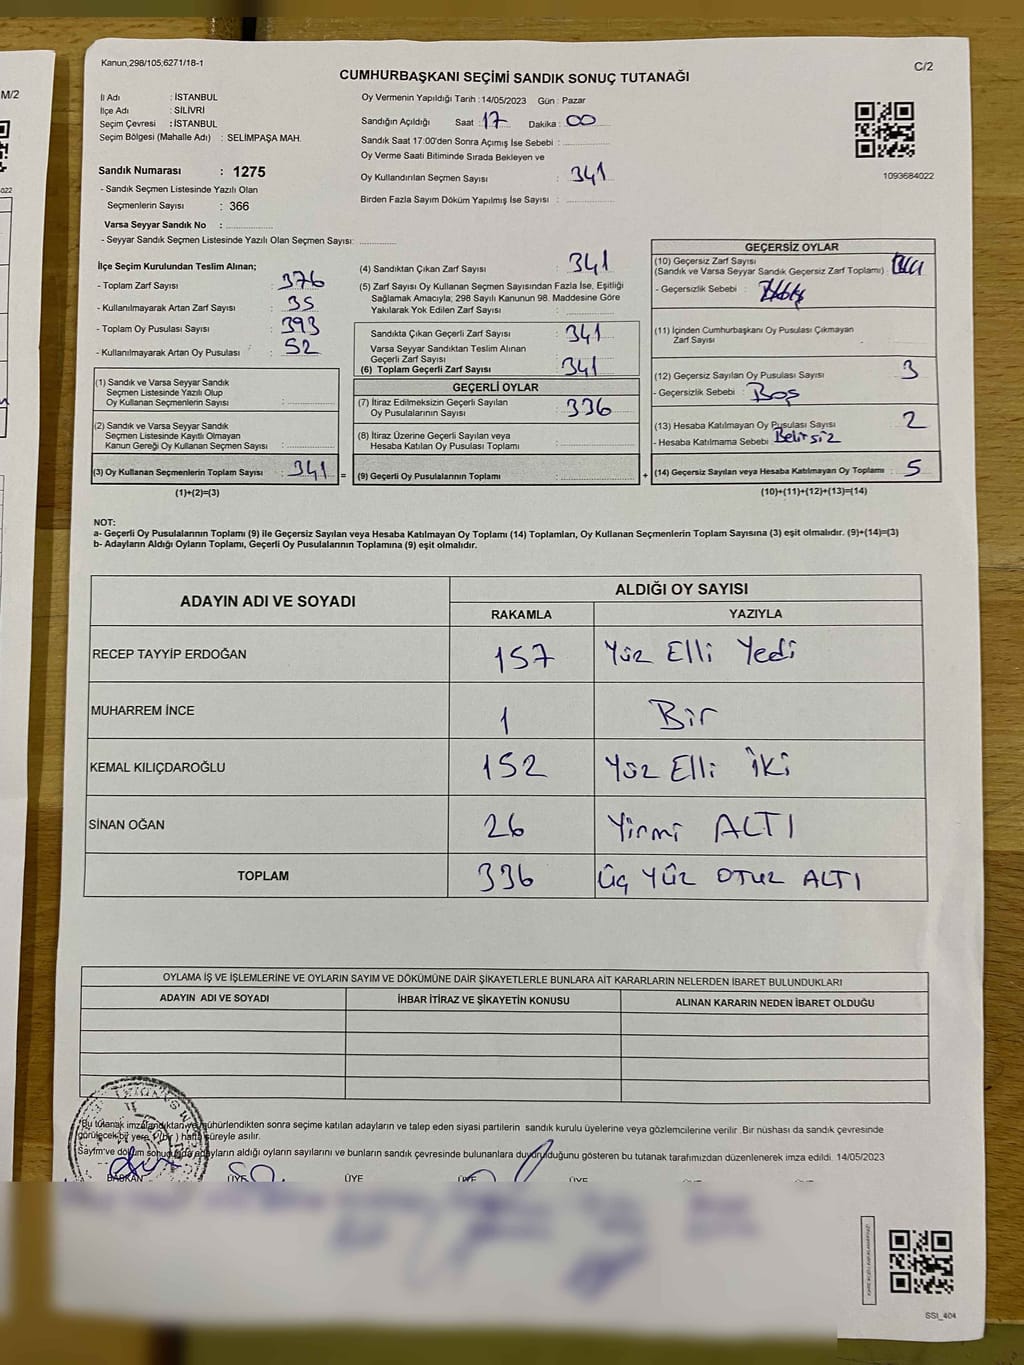 Kanun,298/105,6271/18-1
C/2
CUMHURBAŞKANI SEÇİMİ SANDIK SONUÇ TUTANAĞI
M/2
İl Adı : İSTANBUL
İlçe Adı : SİLİVRİ
Seçim Çevresi : İSTANBUL
Seçim Bölgesi (Mahalle Adı) : SELİMPAŞA MAH.
Sandık Numarası : 1275
- Sandık Seçmen Listesinde Yazılı Olan
Seçmenlerin Sayısı : 366
Varsa Seyyar Sandık No : ................
- Seyyar Sandık Seçmen Listesinde Yazılı Olan Seçmen Sayısı: ............
Oy Vermenin Yapıldığı Tarih : 14/05/2023 Gün : Pazar
Sandığın Açıldığı Saat : 17 Dakika : 00
Sandık Saat 17:00'den Sonra Açımış İse Sebebi : ................
Oy Verme Saati Bitiminde Sırada Bekleyen ve
Oy Kullandırılan Seçmen Sayısı : 341
Birden Fazla Sayım Döküm Yapılmış İse Sayısı : ................
1093684022
022
İlçe Seçim Kurulundan Teslim Alınan;
- Toplam Zarf Sayısı : 376
- Kullanılmayarak Artan Zarf Sayısı : 35
- Toplam Oy Pusulası Sayısı : 393
- Kullanılmayarak Artan Oy Pusulası : 52
(1) Sandık ve Varsa Seyyar Sandık
Seçmen Listesinde Yazılı Olup
Oy Kullanan Seçmenlerin Sayısı : ................
(2) Sandık ve Varsa Seyyar Sandık
Seçmen Listesinde Kayıtlı Olmayan
Kanun Gereği Oy Kullanan Seçmen Sayısı : ................
(3) Oy Kullanan Seçmenlerin Toplam Sayısı : 341 =
(1)+(2)=(3)
(4) Sandıktan Çıkan Zarf Sayısı : 341
(5) Zarf Sayısı Oy Kullanan Seçmen Sayısından Fazla İse, Eşitliği
Sağlamak Amacıyla; 298 Sayılı Kanunun 98. Maddesine Göre
Yakılarak Yok Edilen Zarf Sayısı : ................
Sandıkta Çıkan Geçerli Zarf Sayısı : 341
Varsa Seyyar Sandıktan Teslim Alınan
Geçerli Zarf Sayısı
(6) Toplam Geçerli Zarf Sayısı : 341
GEÇERLİ OYLAR
(7) İtiraz Edilmeksizin Geçerli Sayılan
Oy Pusulalarının Sayısı : 336
(8) İtiraz Üzerine Geçerli Sayılan veya
Hesaba Katılan Oy Pusulası Toplamı : ................
(9) Geçerli Oy Pusulalarının Toplamı : ................ +
GEÇERSİZ OYLAR
(10) Geçersiz Zarf Sayısı
(Sandık ve Varsa Seyyar Sandık Geçersiz Zarf Toplamı) :
- Geçersizlik Sebebi :
(11) İçinden Cumhurbaşkanı Oy Pusulası Çıkmayan
Zarf Sayısı
(12) Geçersiz Sayılan Oy Pusulası Sayısı : 3
- Geçersizlik Sebebi : Boş
(13) Hesaba Katılmayan Oy Pusulası Sayısı : 2
- Hesaba Katılmama Sebebi : Belirsiz
(14) Geçersiz Sayılan veya Hesaba Katılmayan Oy Toplamı : 5
(10)+(11)+(12)+(13)=(14)
NOT:
a- Geçerli Oy Pusulalarının Toplamı (9) ile Geçersiz Sayılan veya Hesaba Katılmayan Oy Toplamı (14) Toplamları, Oy Kullanan Seçmenlerin Toplam Sayısına (3) eşit olmalıdır. (9)+(14)=(3)
b- Adayların Aldığı Oyların Toplamı, Geçerli Oy Pusulalarının Toplamına (9) eşit olmalıdır.
ADAYIN ADI VE SOYADI
ALDIĞI OY SAYISI
RAKAMLA YAZIYLA
RECEP TAYYİP ERDOĞAN 157 Yüz Elli Yedi
MUHARREM İNCE 1 Bir
KEMAL KILIÇDAROĞLU 152 Yüz Elli İki
SİNAN OĞAN 26 Yirmi ALTI
TOPLAM 336 Üç YÜZ OTUZ ALTI
OYLAMA İŞ VE İŞLEMLERİNE VE OYLARIN SAYIM VE DÖKÜMÜNE DAİR ŞİKAYETLERLE BUNLARA AİT KARARLARIN NELERDEN İBARET BULUNDUKLARI
ADAYIN ADI VE SOYADI İHBAR İTİRAZ VE ŞİKAYETİN KONUSU ALINAN KARARIN NEDEN İBARET OLDUĞU
Bu tutanak imzalandıktan ve mühürlendikten sonra seçime katılan adayların ve talep eden siyasi partilerin sandık kurulu üyelerine veya gözlemcilerine verilir. Bir nüshası da sandık çevresinde
görülecek bir yere 1 (bir ) hafta süreyle asılır.
Sayım ve döküm sonucunda adayların aldığı oyların sayılarını ve bunların sandık çevresinde bulunanlara duyurulduğunu gösteren bu tutanak tarafımızdan düzenlenerek imza edildi. 14/05/2023
BAŞKAN ÜYE ÜYE ÜYE ÜYE
SSI_404